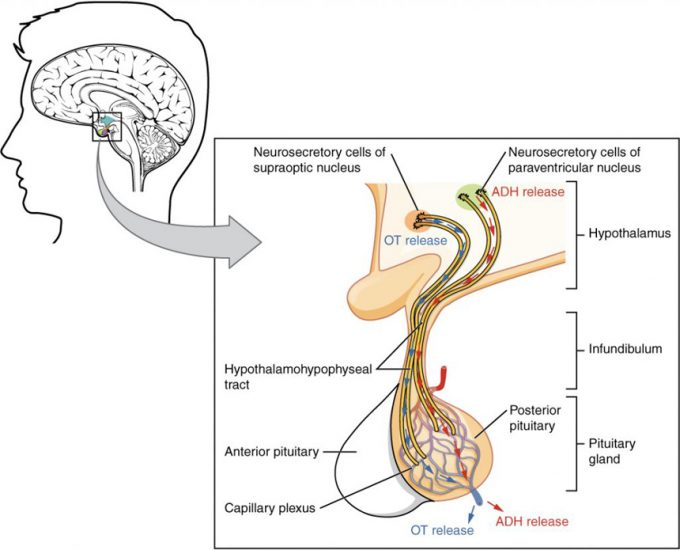 Neurosecretory cells of
supraoptic nucleus
Neurosecretory cells of
paraventricular nucleus
ADH release
OT release
Hypothalamus
Infundibulum
Hypothalamohypophyseal
tract
Posterior
pituitary
Anterior pituitary
Pituitary
gland
Capillary plexus
OT release
ADH release